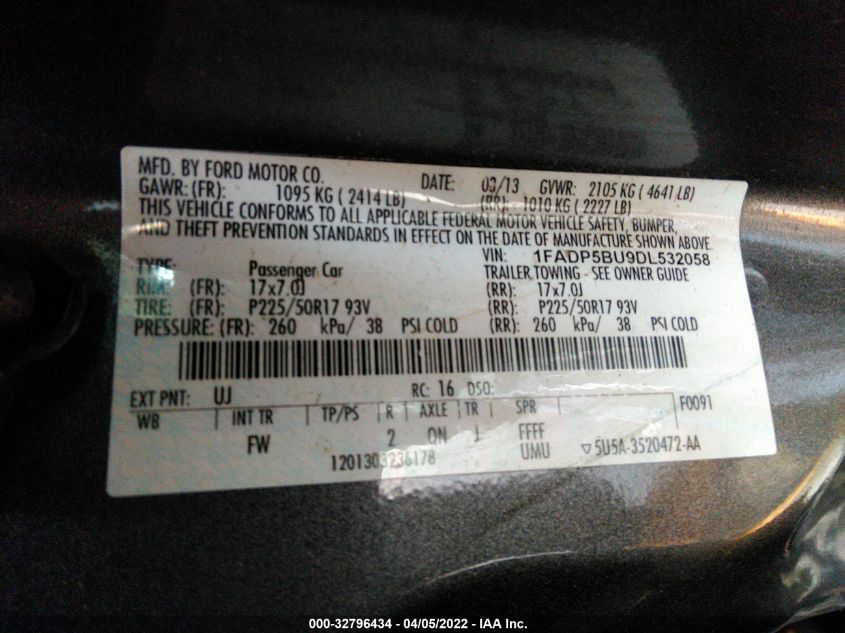 MFD. BY FORD MOTOR CO. DATE: 03/13 GVWR: 2105 KG ( 4641 LB)
GAWR: (FR): 1095 KG ( 2414 LB) (RR): 1010 KG ( 2227 LB)
THIS VEHICLE CONFORMS TO ALL APPLICABLE FEDERAL MOTOR VEHICLE SAFETY, BUMPER,
AND THEFT PREVENTION STANDARDS IN EFFECT ON THE DATE OF MANUFACTURE SHOWN ABOVE.
VIN: 1FADP5BU9DL532058
TYPE: Passenger Car TRAILER TOWING - SEE OWNER GUIDE
RIM: (FR): 17x7.0J (RR): 17x7.0J
TIRE: (FR): P225/50R17 93V (RR): P225/50R17 93V
PRESSURE: (FR): 260 kPa/ 38 PSI COLD (RR): 260 kPa/ 38 PSI COLD
EXT PNT: UJ RC: 16 DSO: F0091
WB INT TR TP/PS R AXLE TR SPR
FW 2 QN J FFFF
UMU ▽5U5A-3520472-AA
1201303236178
000-32796434 - 04/05/2022 - IAA Inc.